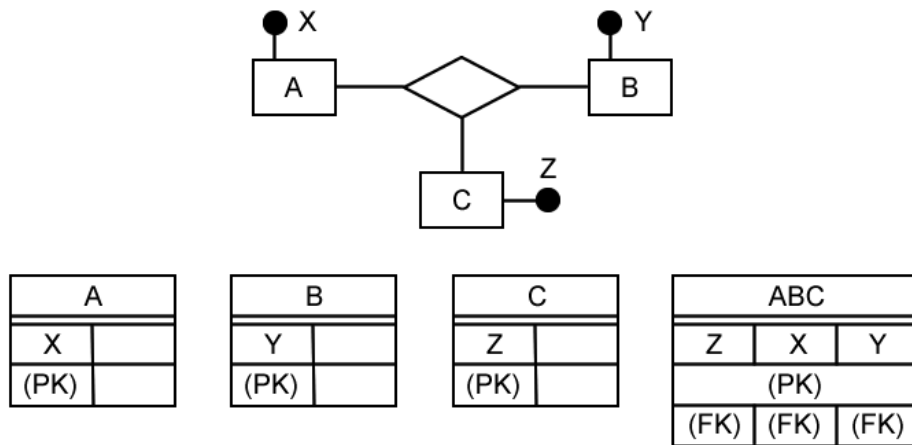 X Y
A B
Z
C
A B C ABC
X Y Z Z X Y
(PK) (PK) (PK) (PK)
(FK) (FK) (FK)